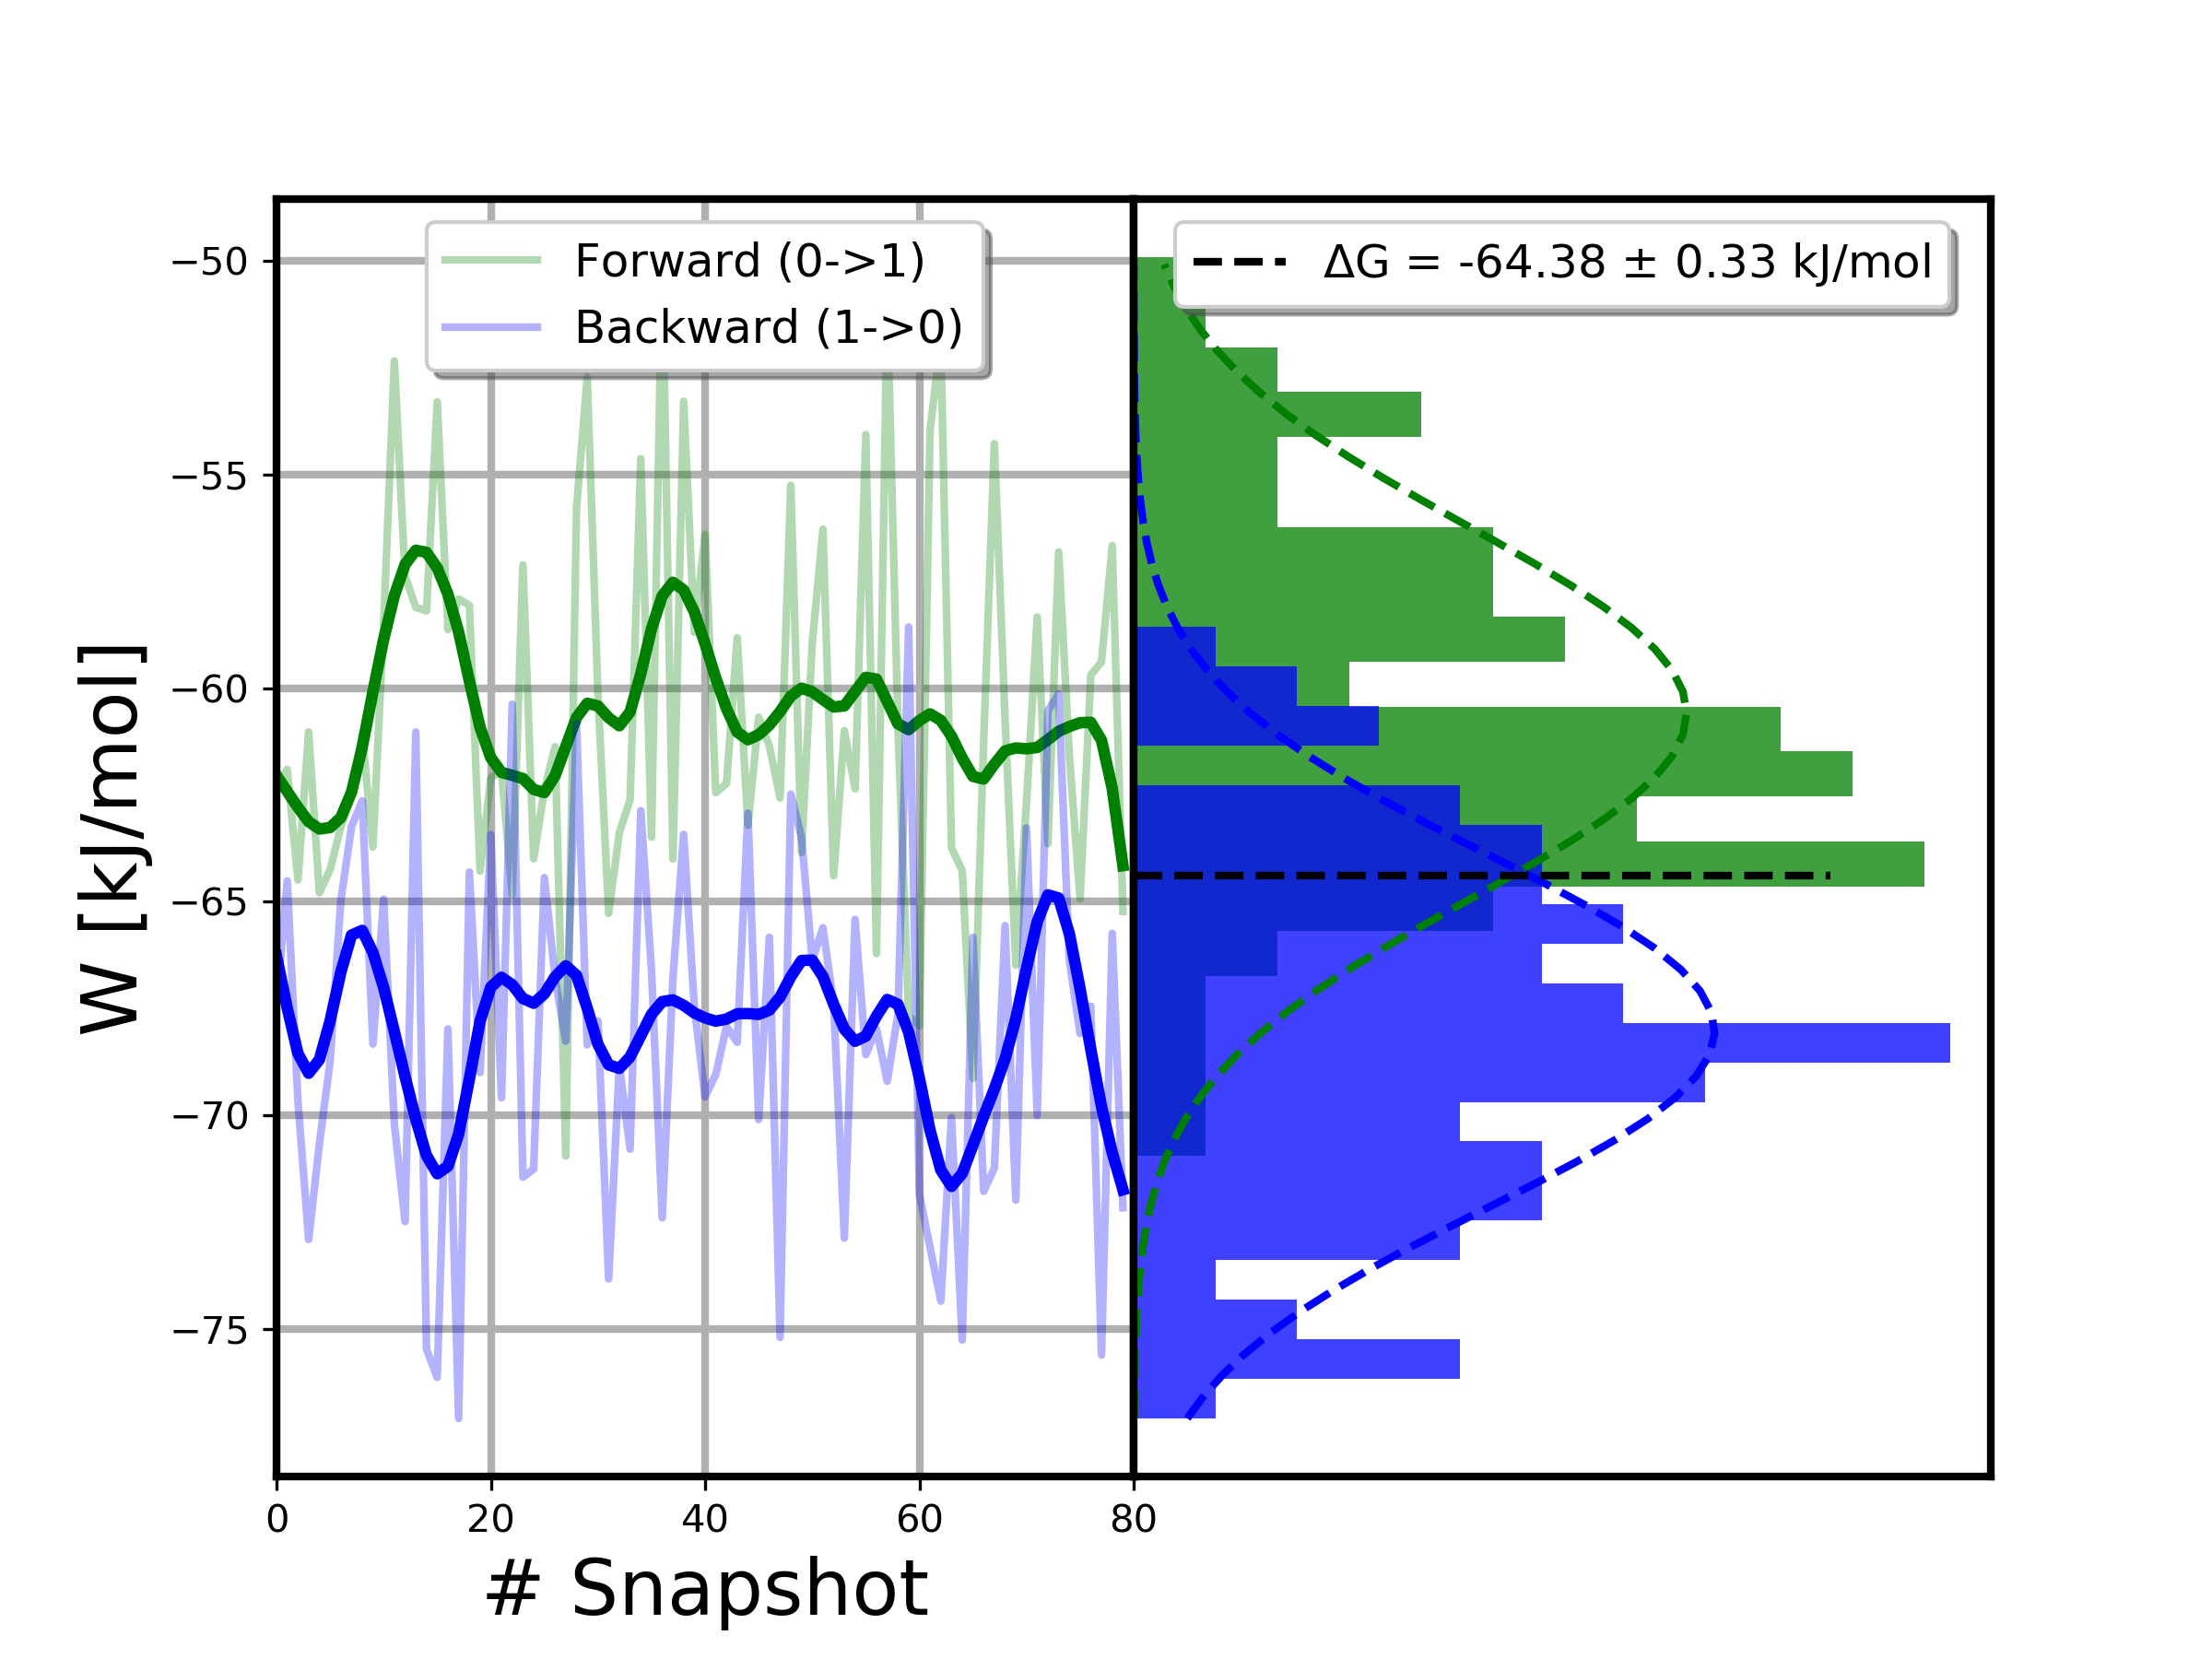 Forward (0->1)
Backward (1->0)
ΔG = -64.38 ± 0.33 kJ/mol
−50
−55
−60
−65
−70
−75
W [kJ/mol]
0 20 40 60 80
# Snapshot